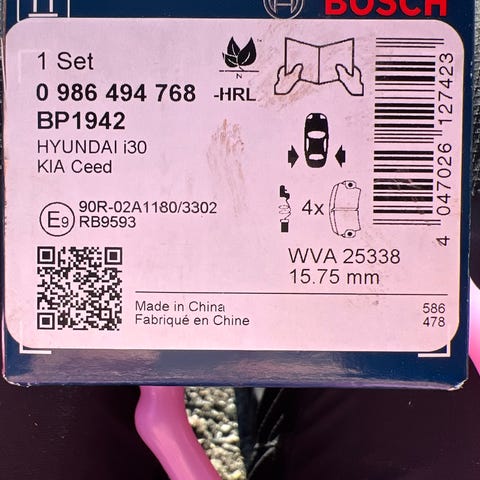 BOSCH
1 Set
0 986 494 768 -HRL
BP1942
HYUNDAI i30
KIA Ceed
N
E9 90R-02A1180/3302
RB9593
4x
WVA 25338
15.75 mm
4 047026 127423
Made in China
Fabriqué en Chine
586
478